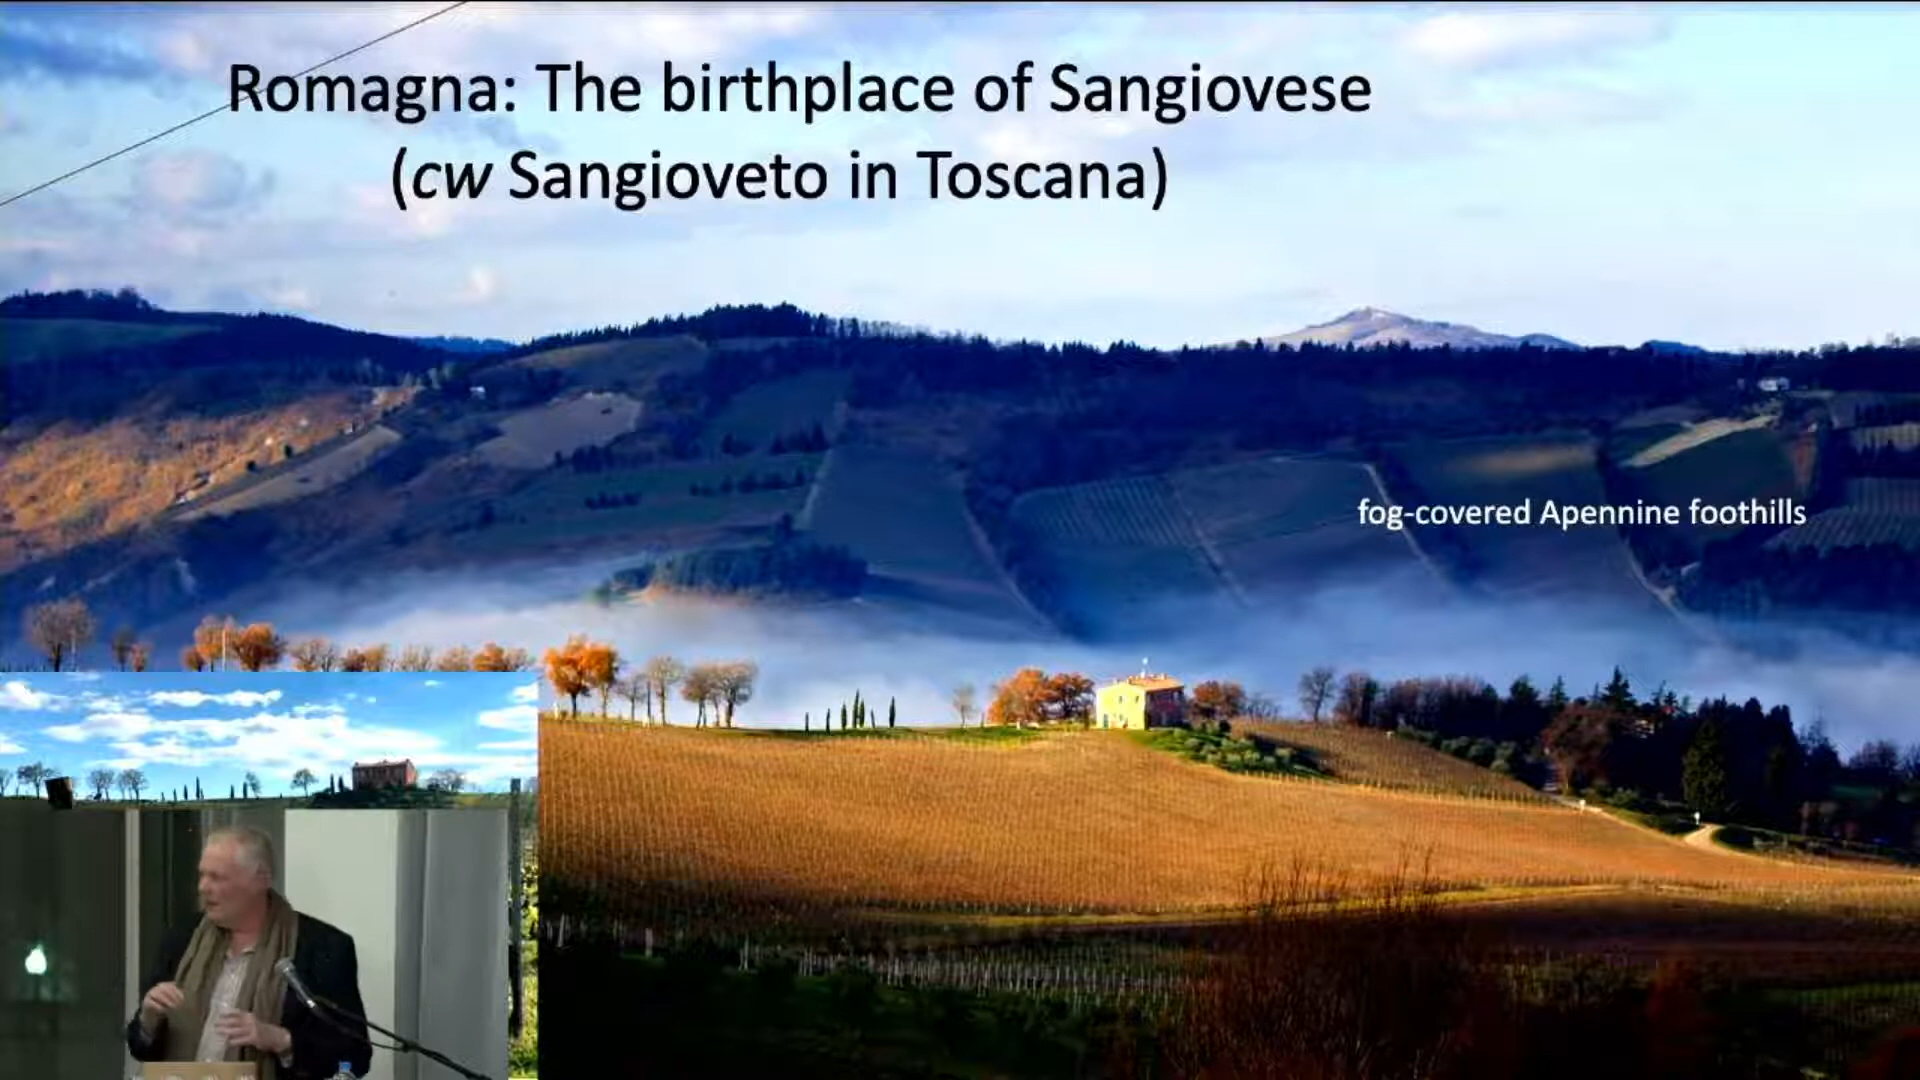 Romagna: The birthplace of Sangiovese
(cw Sangioveto in Toscana)
fog-covered Apennine foothills